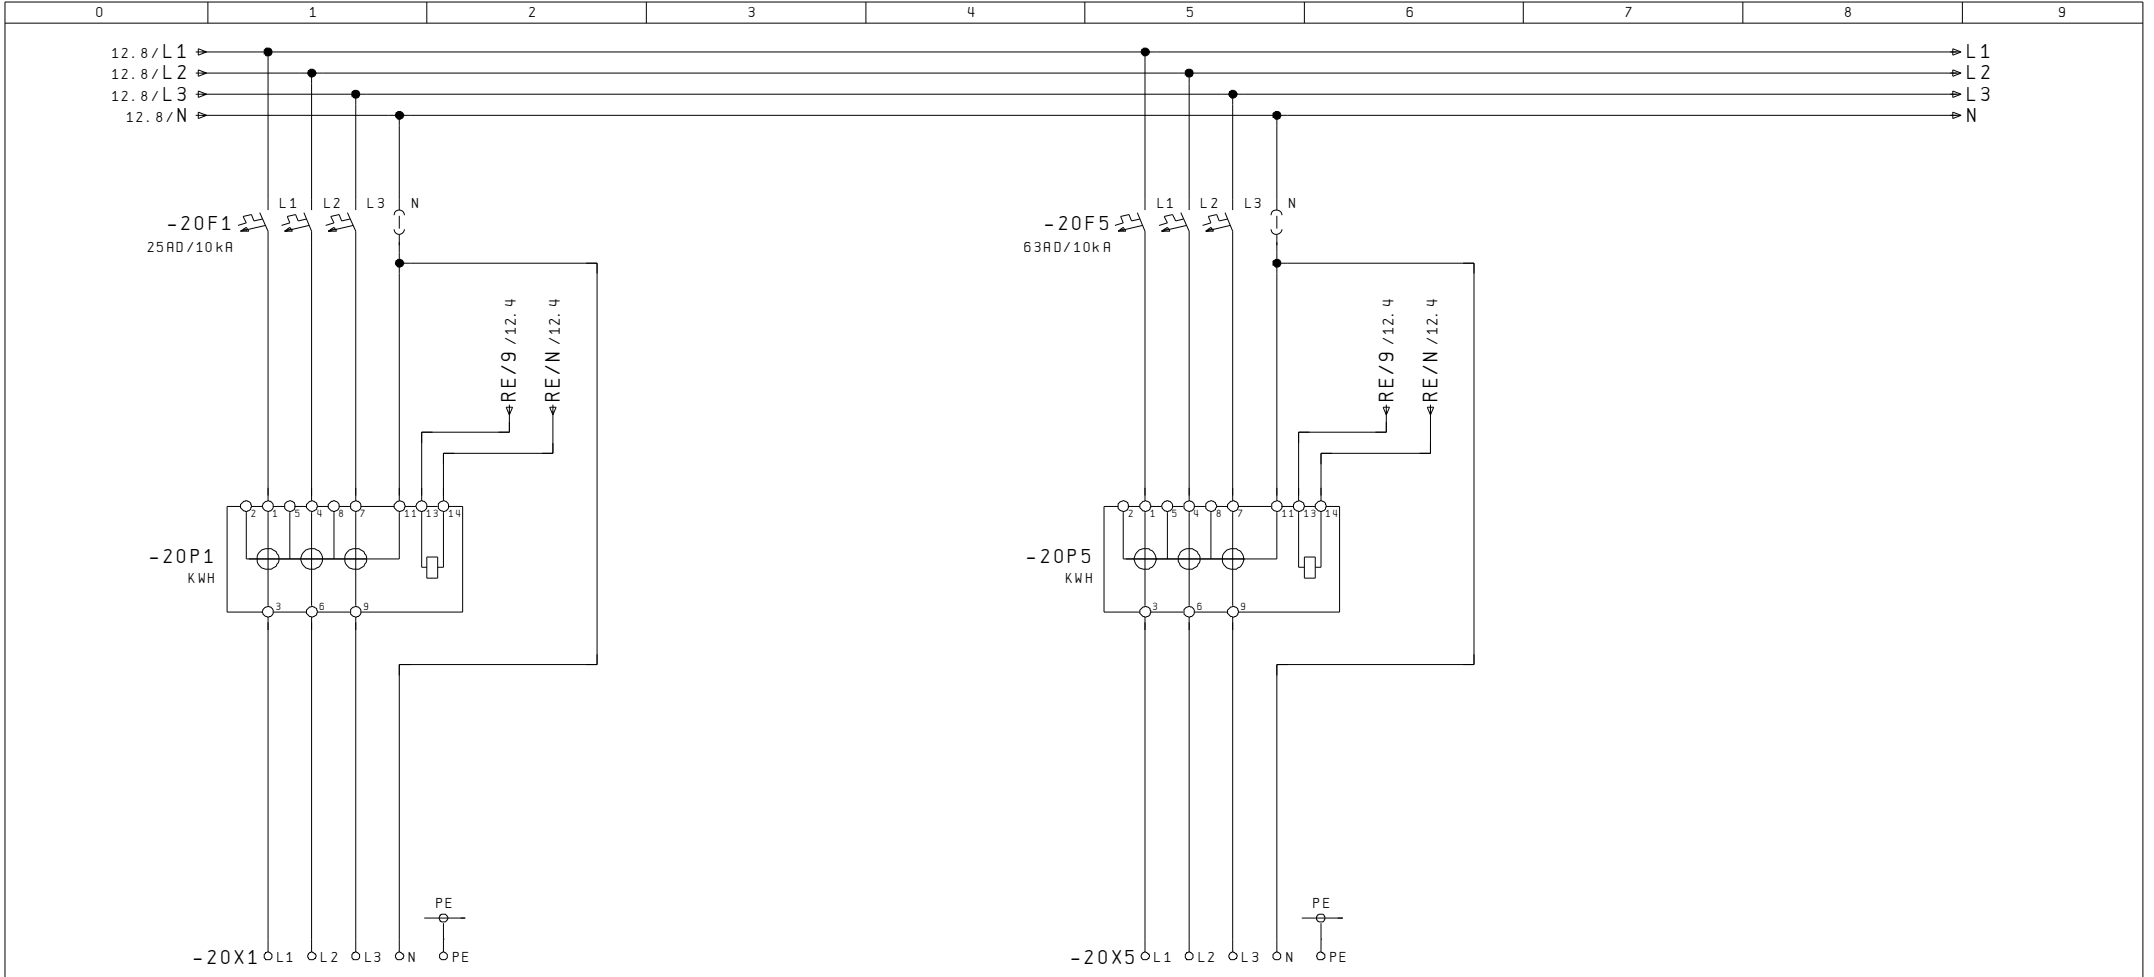 0 1 2 3 4 5 6 7 8 9
12.8/L1 L1
12.8/L2 L2
12.8/L3 L3
12.8/N N
-20F1 L1 L2 L3 N
25AD/10kA
-20F5 L1 L2 L3 N
63AD/10kA
RE/9 /12.4
RE/N /12.4
RE/9 /12.4
RE/N /12.4
2 1 5 4 8 7 11 13 14
-20P1
KWH
3 6 9
2 1 5 4 8 7 11 13 14
-20P5
KWH
3 6 9
PE
-20X1 L1 L2 L3 N PE
PE
-20X5 L1 L2 L3 N PE